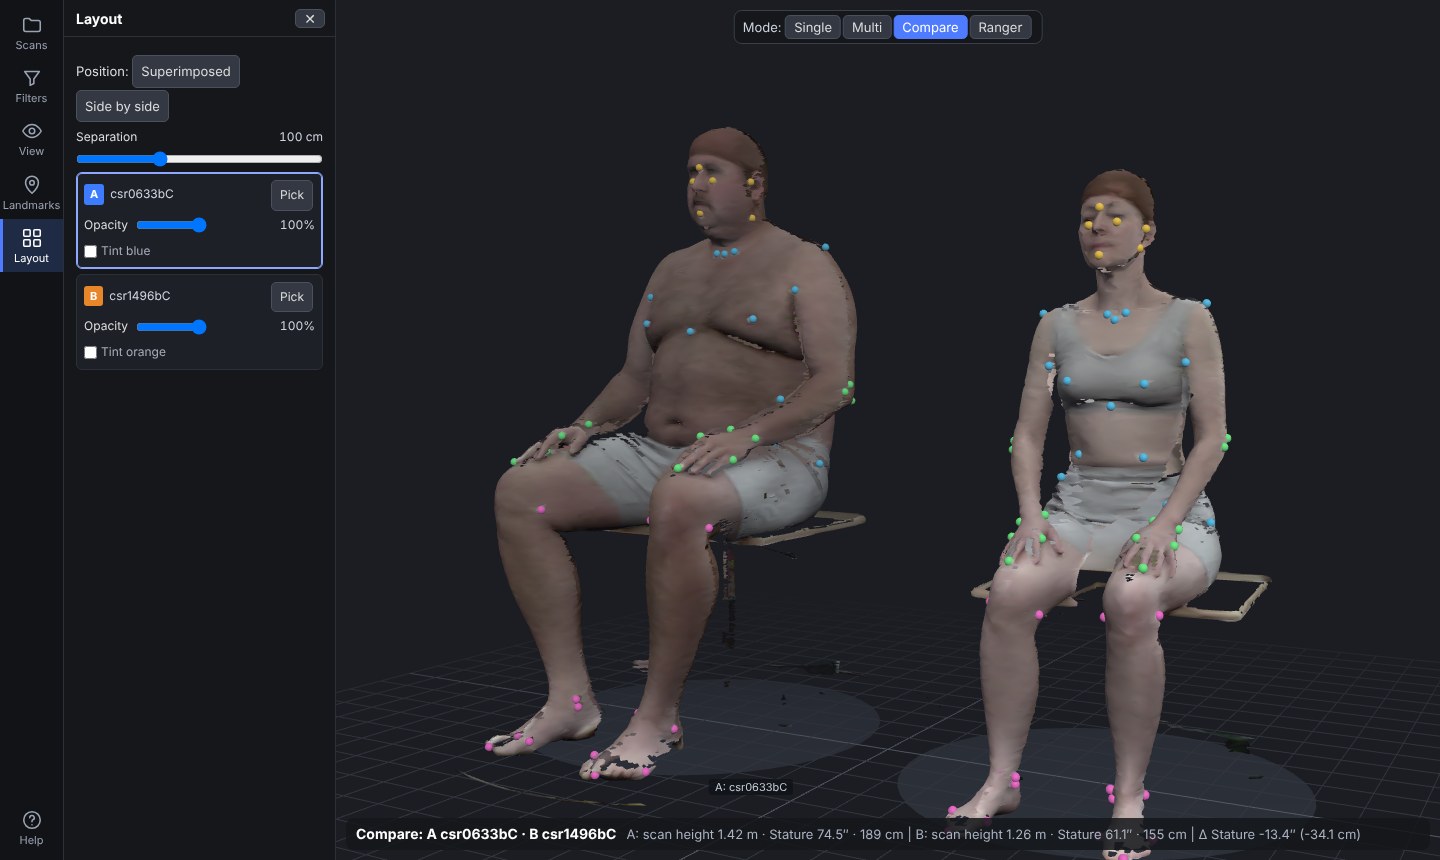 Scans
Filters
View
Landmarks
Layout
Help
Layout
✕
Position: Superimposed
Side by side
Separation 100 cm
A csr0633bC Pick
Opacity 100%
Tint blue
B csr1496bC Pick
Opacity 100%
Tint orange
Mode: Single Multi Compare Ranger
A: csr0633bC
Compare: A csr0633bC · B csr1496bC A: scan height 1.42 m · Stature 74.5″ · 189 cm | B: scan height 1.26 m · Stature 61.1″ · 155 cm | Δ Stature -13.4″ (-34.1 cm)